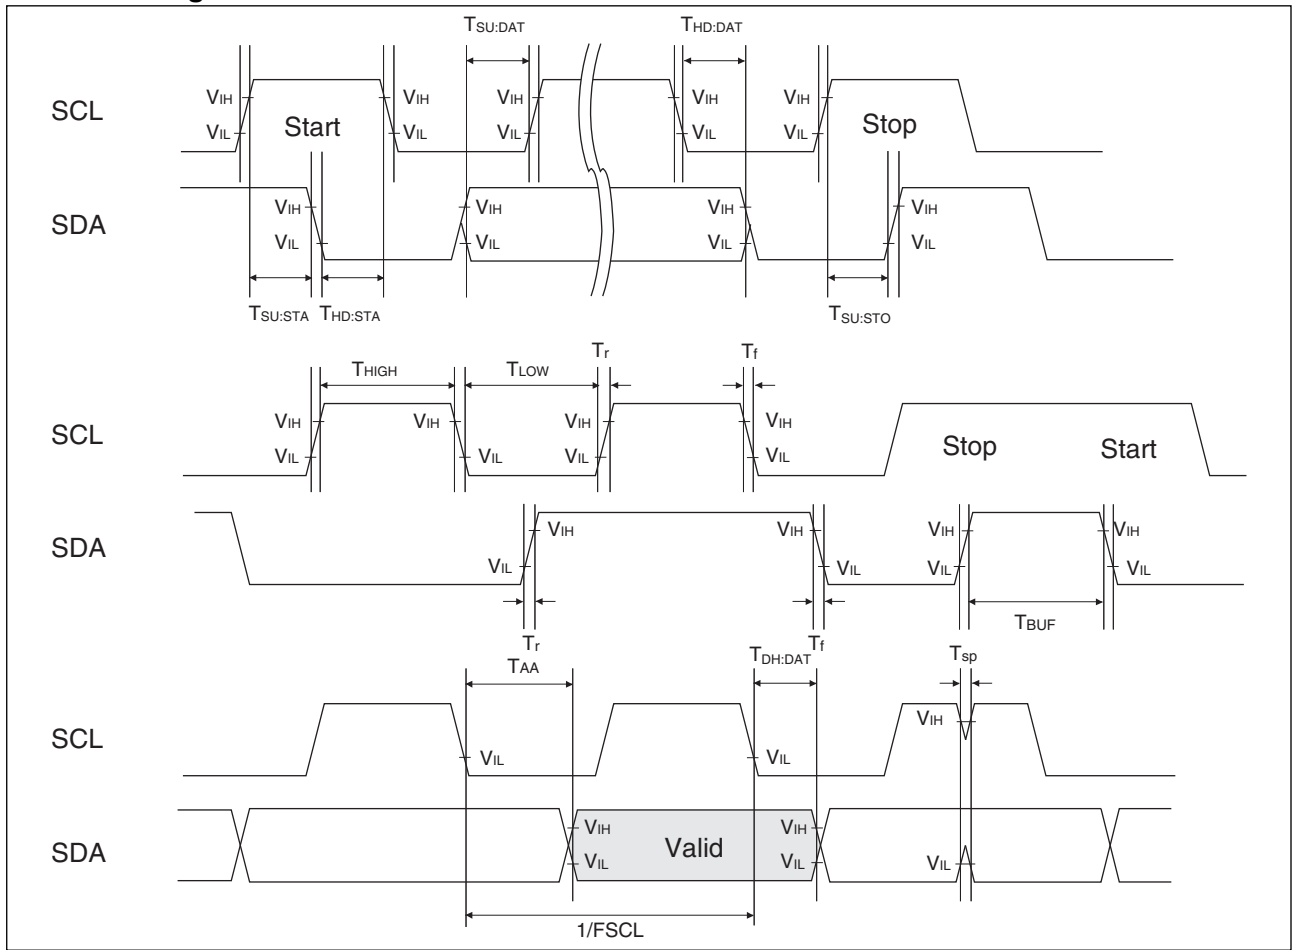 TSU:DAT THD:DAT
SCL VIH VIH VIH VIH VIH
VIL Start VIL VIL VIL VIL Stop
SDA VIH VIH VIH VIH
VIL VIL VIL VIL
TSU:STA THD:STA TSU:STO
THIGH TLOW Tr Tf
SCL VIH VIH VIH VIH
VIL VIL VIL VIL Stop Start
SDA VIH VIH VIH VIH
VIL VIL VIL VIL
TBUF
Tr Tf
TAA TDH:DAT Tsp
SCL VIH
VIL VIL
SDA VIH Valid VIH
VIL VIL VIL
1/FSCL